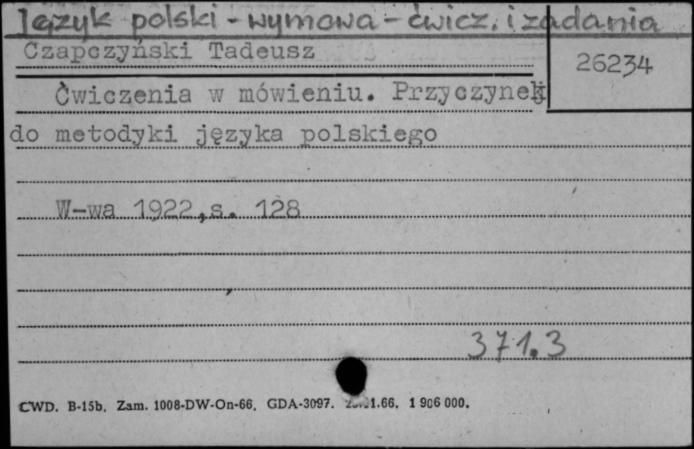 Język polski - wymowa - ćwicz. i zadania
Czapczyński Tadeusz
26234
Ćwiczenia w mówieniu. Przyczynek
do metodyki języka polskiego
W-wa 1922,s. 128
371.3
CWD. B-15b. Zam. 1008-DW-On-66. GDA-3097. 1 906 000.